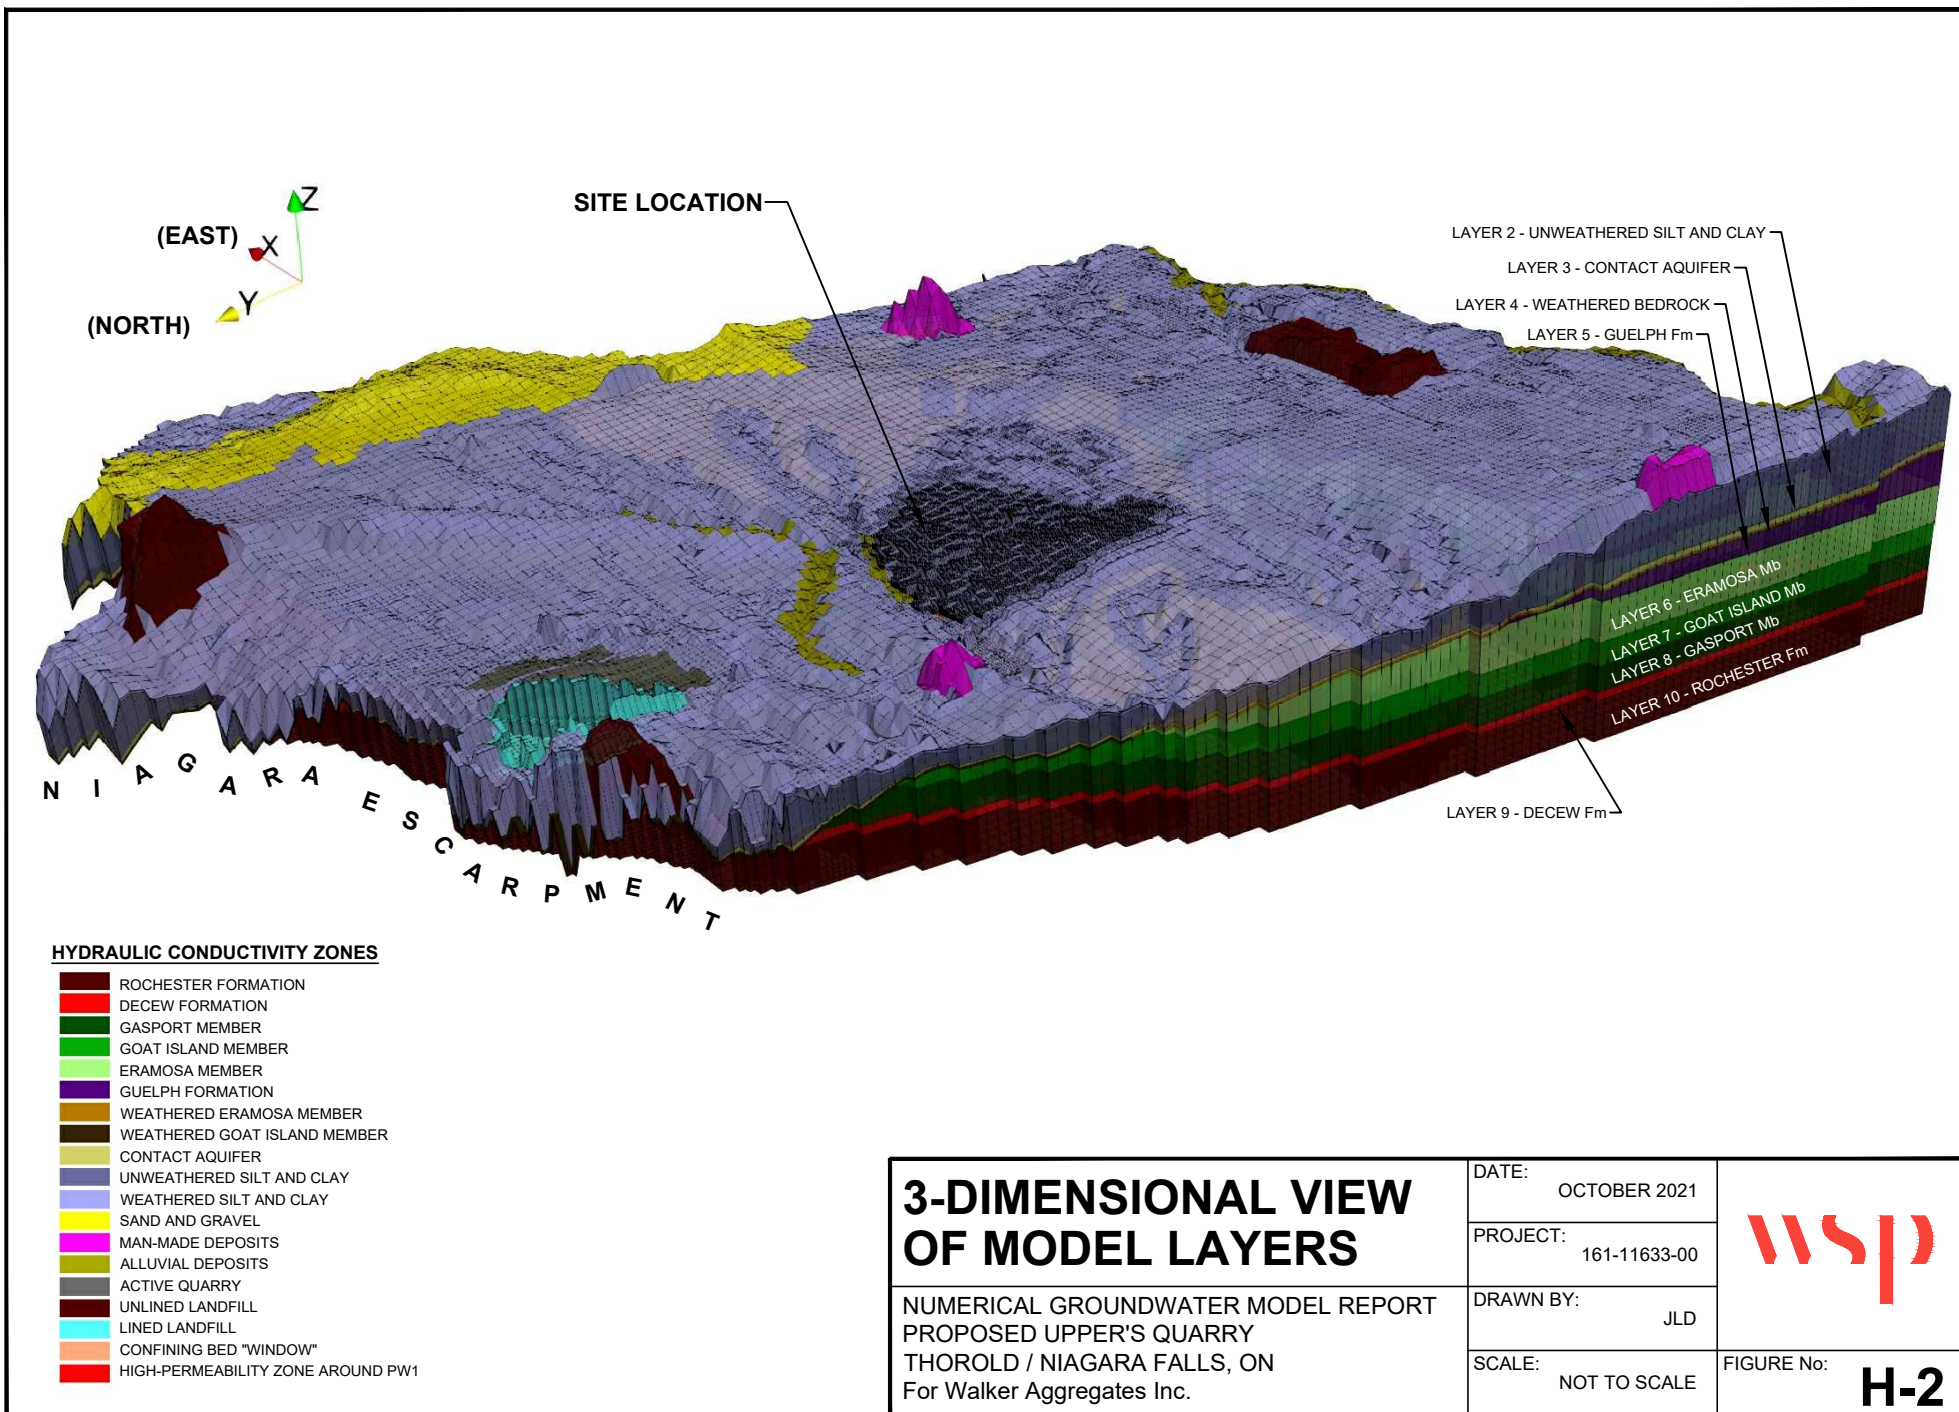 Z
(EAST)
X
Y
(NORTH)
SITE LOCATION
LAYER 2 - UNWEATHERED SILT AND CLAY
LAYER 3 - CONTACT AQUIFER
LAYER 4 - WEATHERED BEDROCK
LAYER 5 - GUELPH Fm
LAYER 6 - ERAMOSA Mb
LAYER 7 - GOAT ISLAND Mb
LAYER 8 - GASPORT Mb
LAYER 10 - ROCHESTER Fm
LAYER 9 - DECEW Fm
NIAGARA ESCARPMENT
HYDRAULIC CONDUCTIVITY ZONES
ROCHESTER FORMATION
DECEW FORMATION
GASPORT MEMBER
GOAT ISLAND MEMBER
ERAMOSA MEMBER
GUELPH FORMATION
WEATHERED ERAMOSA MEMBER
WEATHERED GOAT ISLAND MEMBER
CONTACT AQUIFER
UNWEATHERED SILT AND CLAY
WEATHERED SILT AND CLAY
SAND AND GRAVEL
MAN-MADE DEPOSITS
ALLUVIAL DEPOSITS
ACTIVE QUARRY
UNLINED LANDFILL
LINED LANDFILL
CONFINING BED "WINDOW"
HIGH-PERMEABILITY ZONE AROUND PW1
3-DIMENSIONAL VIEW
OF MODEL LAYERS
NUMERICAL GROUNDWATER MODEL REPORT
PROPOSED UPPER'S QUARRY
THOROLD / NIAGARA FALLS, ON
For Walker Aggregates Inc.
DATE:
OCTOBER 2021
PROJECT:
161-11633-00
DRAWN BY:
JLD
SCALE:
NOT TO SCALE
wsp
FIGURE No:
H-2